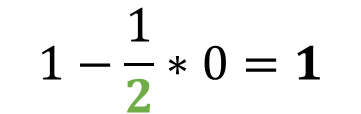 1 − 1/2 * 0 = 1